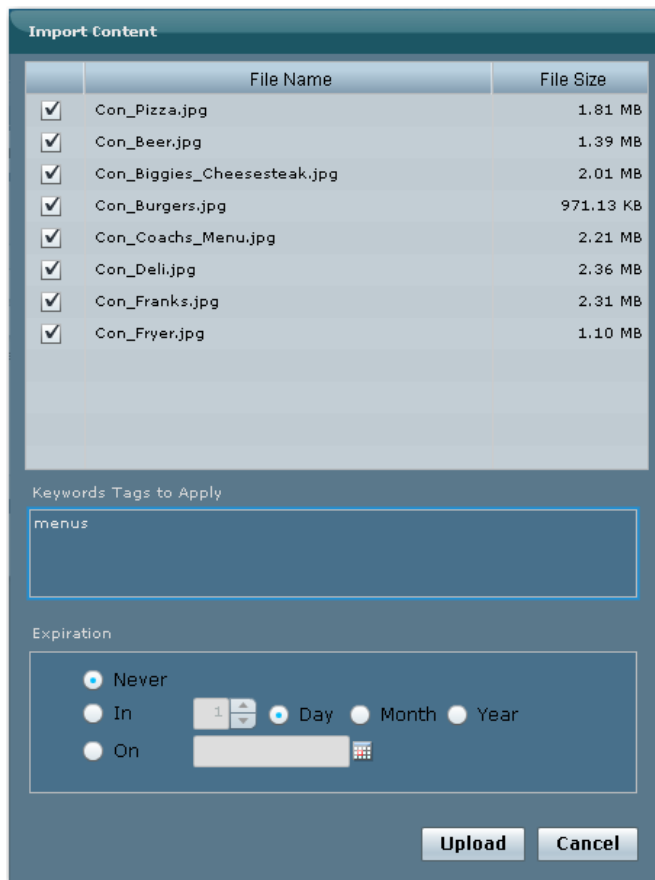 Import Content
File Name File Size
Con_Pizza.jpg 1.81 MB
Con_Beer.jpg 1.39 MB
Con_Biggies_Cheesesteak.jpg 2.01 MB
Con_Burgers.jpg 971.13 KB
Con_Coachs_Menu.jpg 2.21 MB
Con_Deli.jpg 2.36 MB
Con_Franks.jpg 2.31 MB
Con_Fryer.jpg 1.10 MB
Keywords Tags to Apply
menus
Expiration
Never
In 1 Day Month Year
On
Upload Cancel